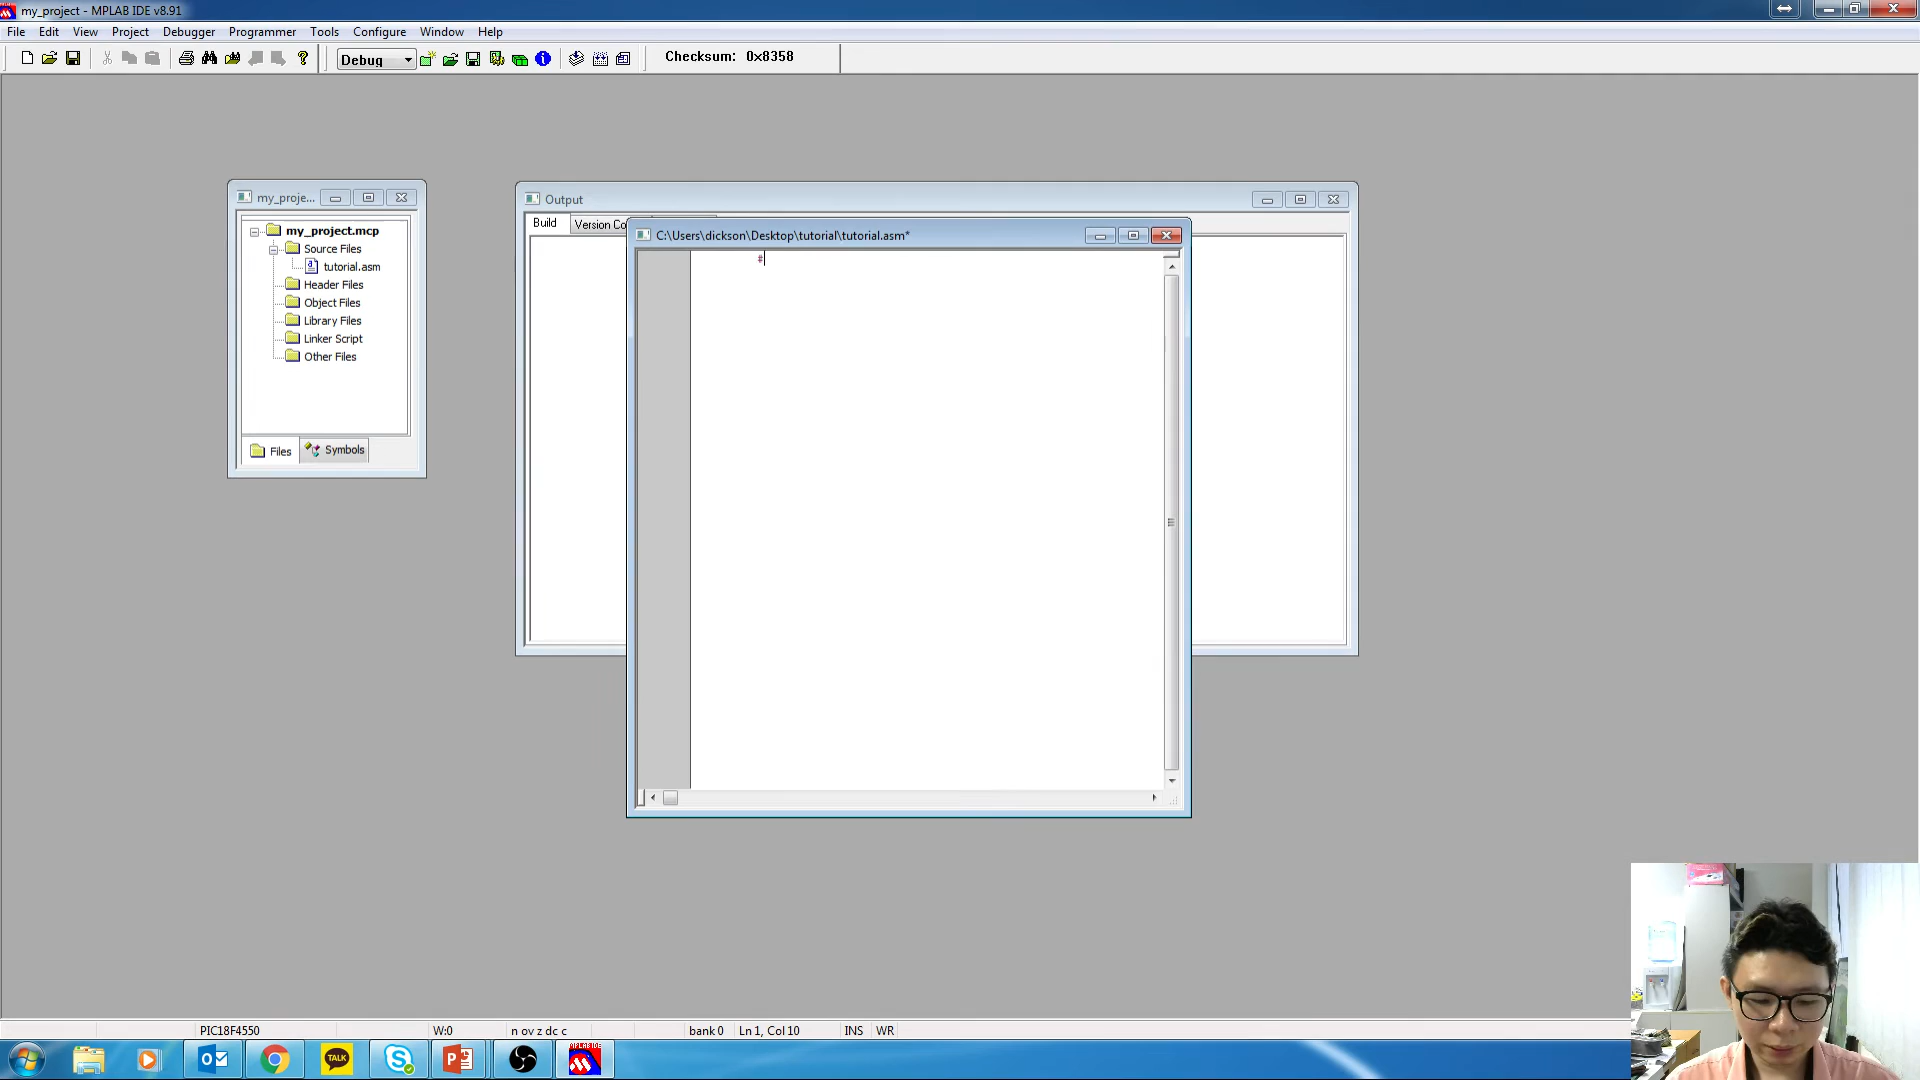 my_project - MPLAB IDE v8.91
File Edit View Project Debugger Programmer Tools Configure Window Help
Debug
Checksum: 0x8358
my_proje...
my_project.mcp
Source Files
tutorial.asm
Header Files
Object Files
Library Files
Linker Script
Other Files
Files
Symbols
Output
Build
Version Co
C:\Users\dickson\Desktop\tutorial\tutorial.asm*
#
PIC18F4550 W:0 n ov z dc c bank 0 Ln 1, Col 10 INS WR
TALK